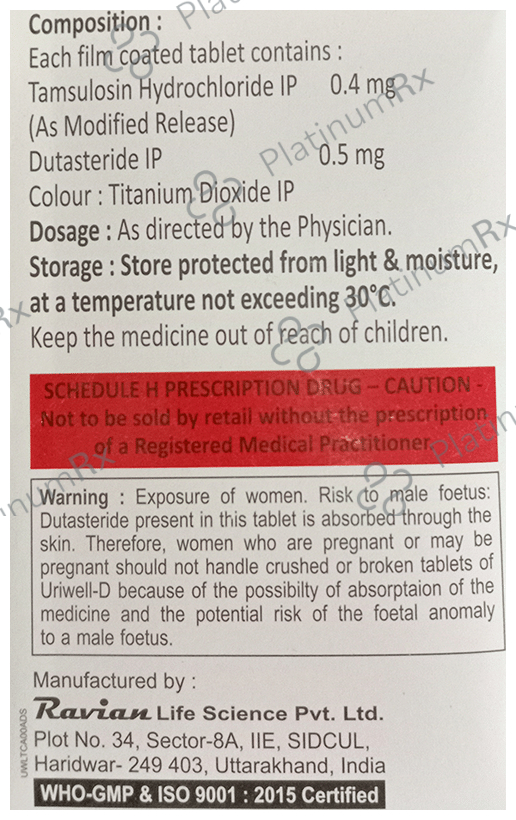 Composition :
Each film coated tablet contains :
Tamsulosin Hydrochloride IP 0.4 mg
(As Modified Release)
Dutasteride IP 0.5 mg
Colour : Titanium Dioxide IP
Dosage : As directed by the Physician.
Storage : Store protected from light & moisture,
at a temperature not exceeding 30°C.
Keep the medicine out of reach of children.
SCHEDULE H PRESCRIPTION DRUG – CAUTION -
Not to be sold by retail without the prescription
of a Registered Medical Practitioner.
Warning : Exposure of women. Risk to male foetus:
Dutasteride present in this tablet is absorbed through the
skin. Therefore, women who are pregnant or may be
pregnant should not handle crushed or broken tablets of
Uriwell-D because of the possibilty of absorptaion of the
medicine and the potential risk of the foetal anomaly
to a male foetus.
Manufactured by :
Ravian Life Science Pvt. Ltd.
Plot No. 34, Sector-8A, IIE, SIDCUL,
Haridwar- 249 403, Uttarakhand, India
WHO-GMP & ISO 9001 : 2015 Certified
UWLTCA00ADS
PlatinumRx
PlatinumRx
PlatinumRx